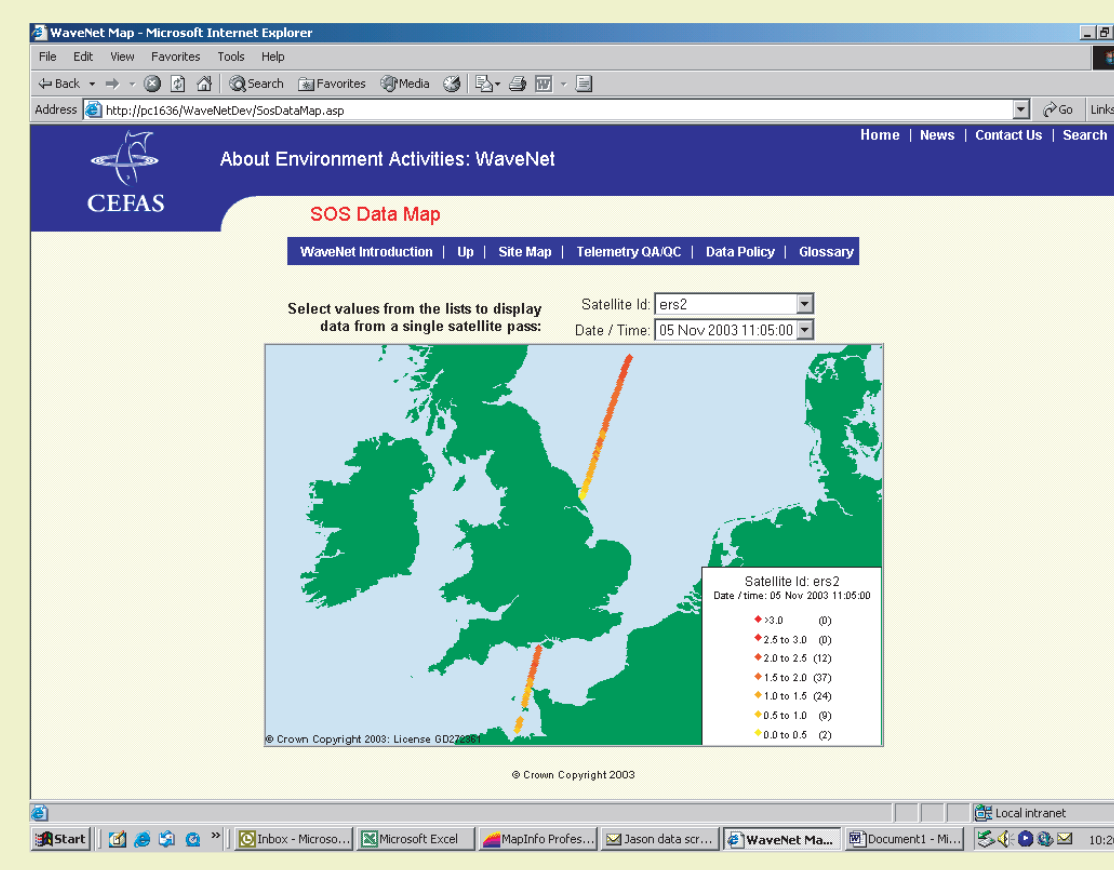 WaveNet Map - Microsoft Internet Explorer
File Edit View Favorites Tools Help
Back Search Favorites Media
Address http://pc1636/WaveNetDev/SosDataMap.asp Go Links
Home | News | Contact Us | Search
About Environment Activities: WaveNet
CEFAS
SOS Data Map
WaveNet Introduction | Up | Site Map | Telemetry QA/QC | Data Policy | Glossary
Select values from the lists to display
data from a single satellite pass:
Satellite Id: ers2
Date / Time: 05 Nov 2003 11:05:00
Satellite Id: ers2
Date / time: 05 Nov 2003 11:05:00
>3.0 (0)
2.5 to 3.0 (0)
2.0 to 2.5 (12)
1.5 to 2.0 (37)
1.0 to 1.5 (24)
0.5 to 1.0 (9)
0.0 to 0.5 (2)
© Crown Copyright 2003: License
© Crown Copyright 2003
Local intranet
Start » Inbox - Microso... Microsoft Excel MapInfo Profes... Jason data scr... WaveNet Ma... Document1 - Mi...